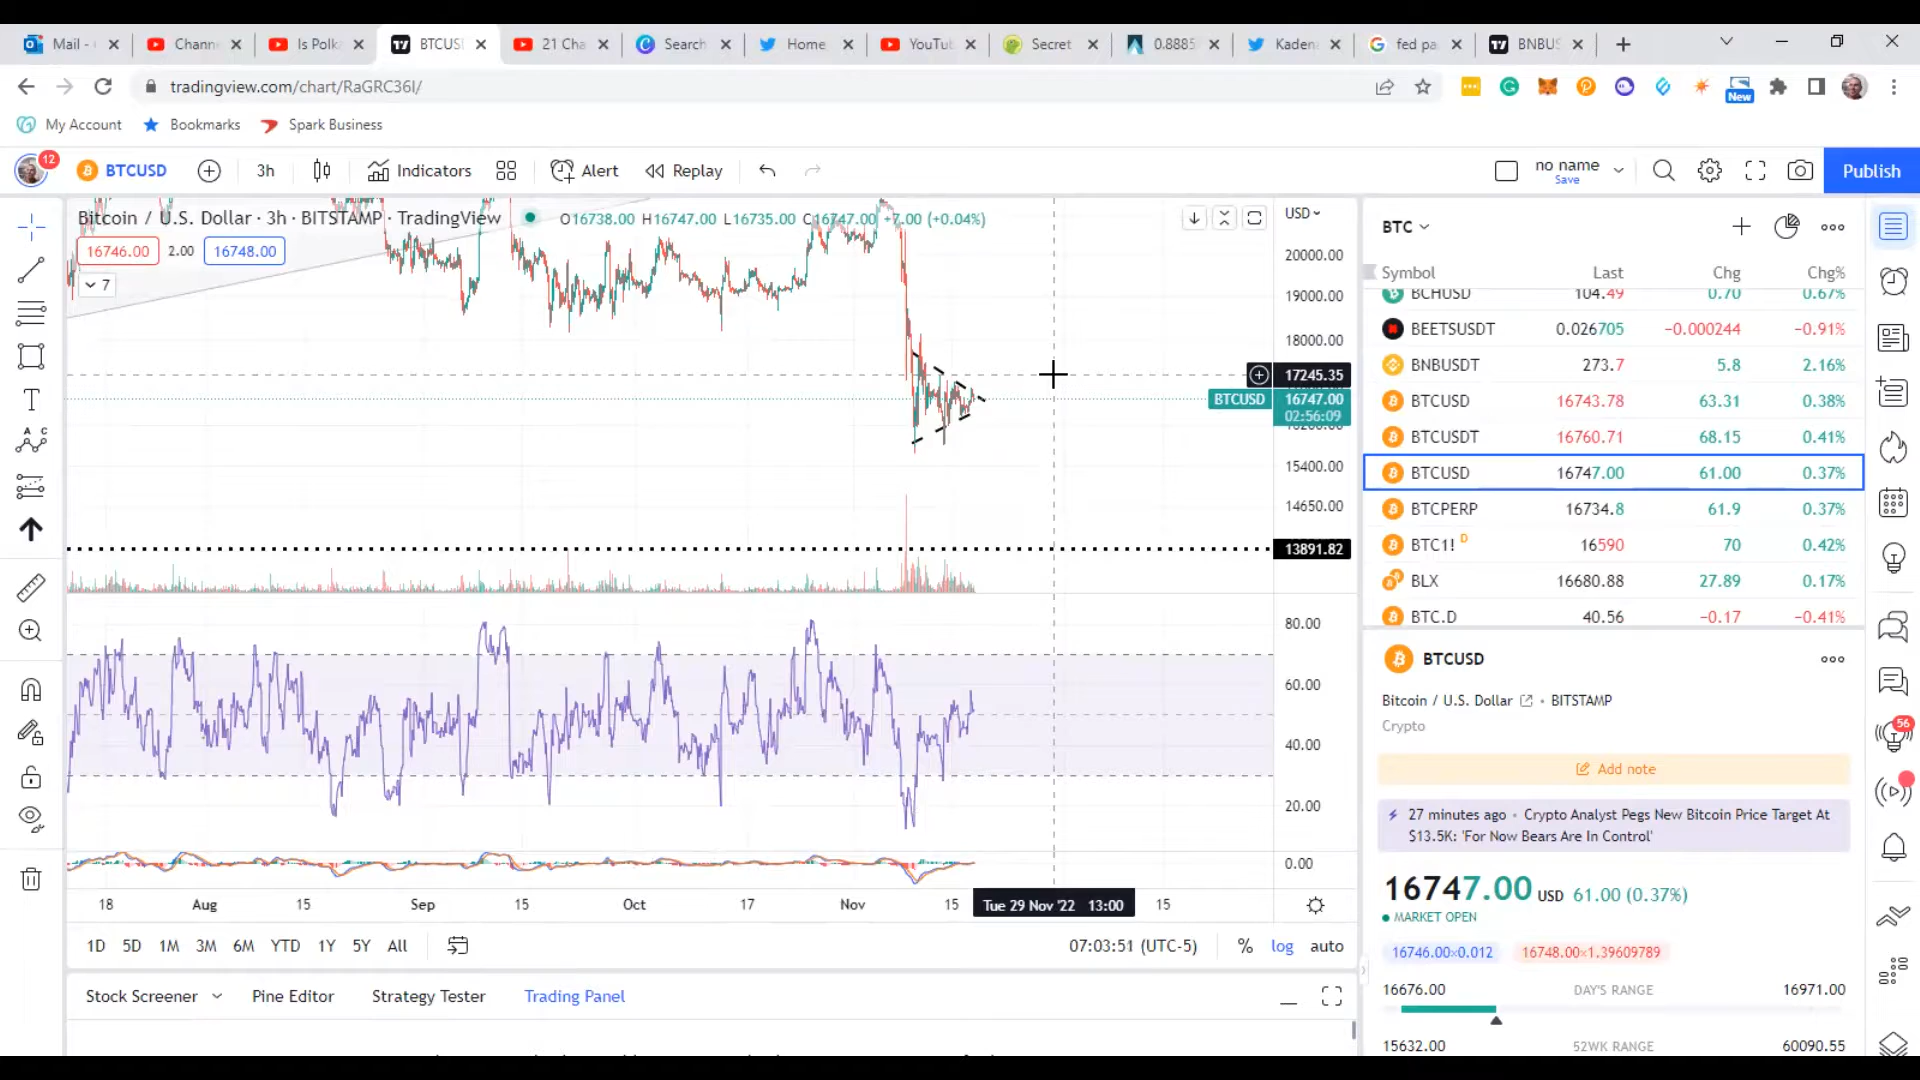 Mail -
Chann
Is Polk
BTCUS
21 Cha
Search
Home
YouTub
Secret
0.8885
Kaden
fed pa
BNBUS
tradingview.com/chart/RaGRC36I/
New
My Account
Bookmarks
Spark Business
12
BTCUSD
3h
Indicators
Alert
Replay
no name
Save
Publish
Bitcoin / U.S. Dollar · 3h · BITSTAMP · TradingView
O16738.00 H16747.00 L16735.00 C16747.00 +7.00 (+0.04%)
16746.00
2.00
16748.00
7
USD
20000.00
19000.00
18000.00
17245.35
BTCUSD
16747.00
02:56:09
16200.00
15400.00
14650.00
13891.82
80.00
60.00
40.00
20.00
0.00
18
Aug
15
Sep
15
Oct
17
Nov
15
Tue 29 Nov '22 13:00
15
1D 5D 1M 3M 6M YTD 1Y 5Y All
07:03:51 (UTC-5)
%
log
auto
Stock Screener
Pine Editor
Strategy Tester
Trading Panel
BTC
Symbol Last Chg Chg%
BCHUSD 104.49 0.70 0.67%
BEETSUSDT 0.026705 −0.000244 −0.91%
BNBUSDT 273.7 5.8 2.16%
BTCUSD 16743.78 63.31 0.38%
BTCUSDT 16760.71 68.15 0.41%
BTCUSD 16747.00 61.00 0.37%
BTCPERP 16734.8 61.9 0.37%
BTC1! D 16590 70 0.42%
BLX 16680.88 27.89 0.17%
BTC.D 40.56 −0.17 −0.41%
BTCUSD
Bitcoin / U.S. Dollar · BITSTAMP
Crypto
Add note
27 minutes ago · Crypto Analyst Pegs New Bitcoin Price Target At
$13.5K: 'For Now Bears Are In Control'
16747.00 USD 61.00 (0.37%)
MARKET OPEN
16746.00×0.012
16748.00×1.39609789
16676.00 DAY'S RANGE 16971.00
15632.00 52WK RANGE 60090.55
56